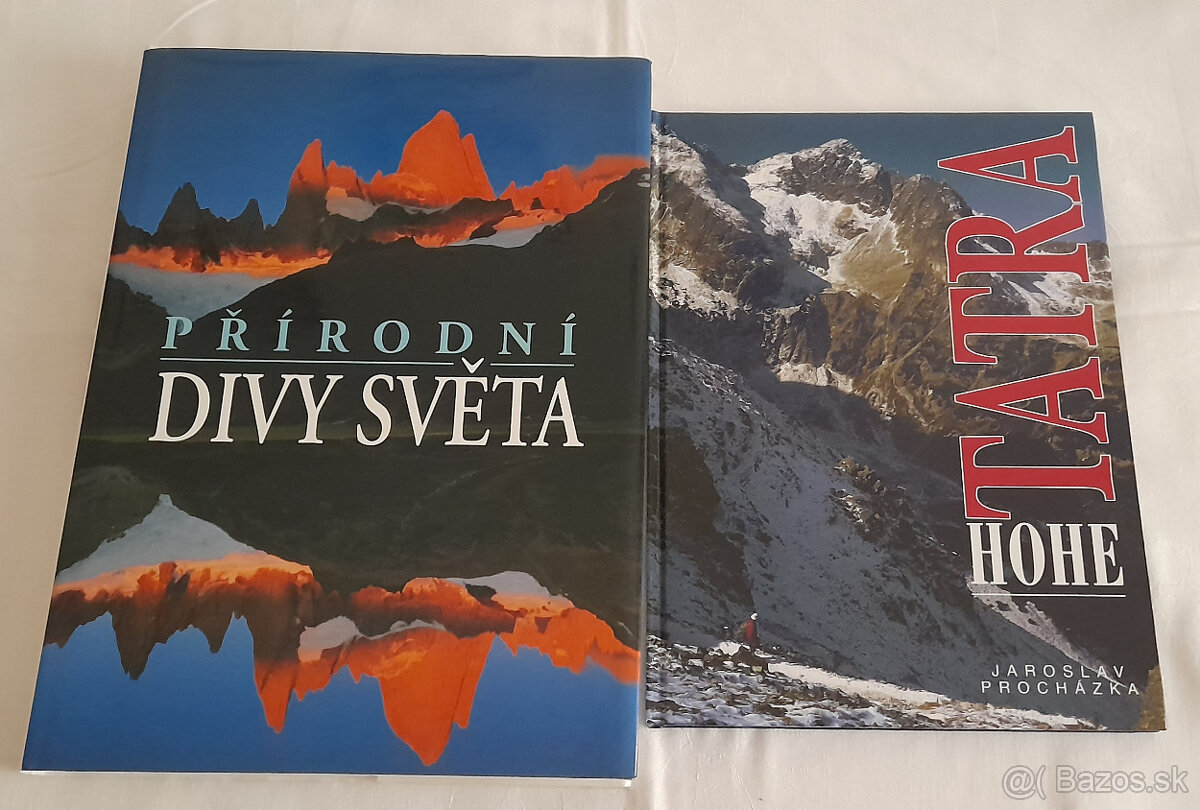 PŘÍRODNÍ
DIVY SVĚTA
TATRA
HOHE
JAROSLAV
PROCHÁZKA
@( Bazos.sk